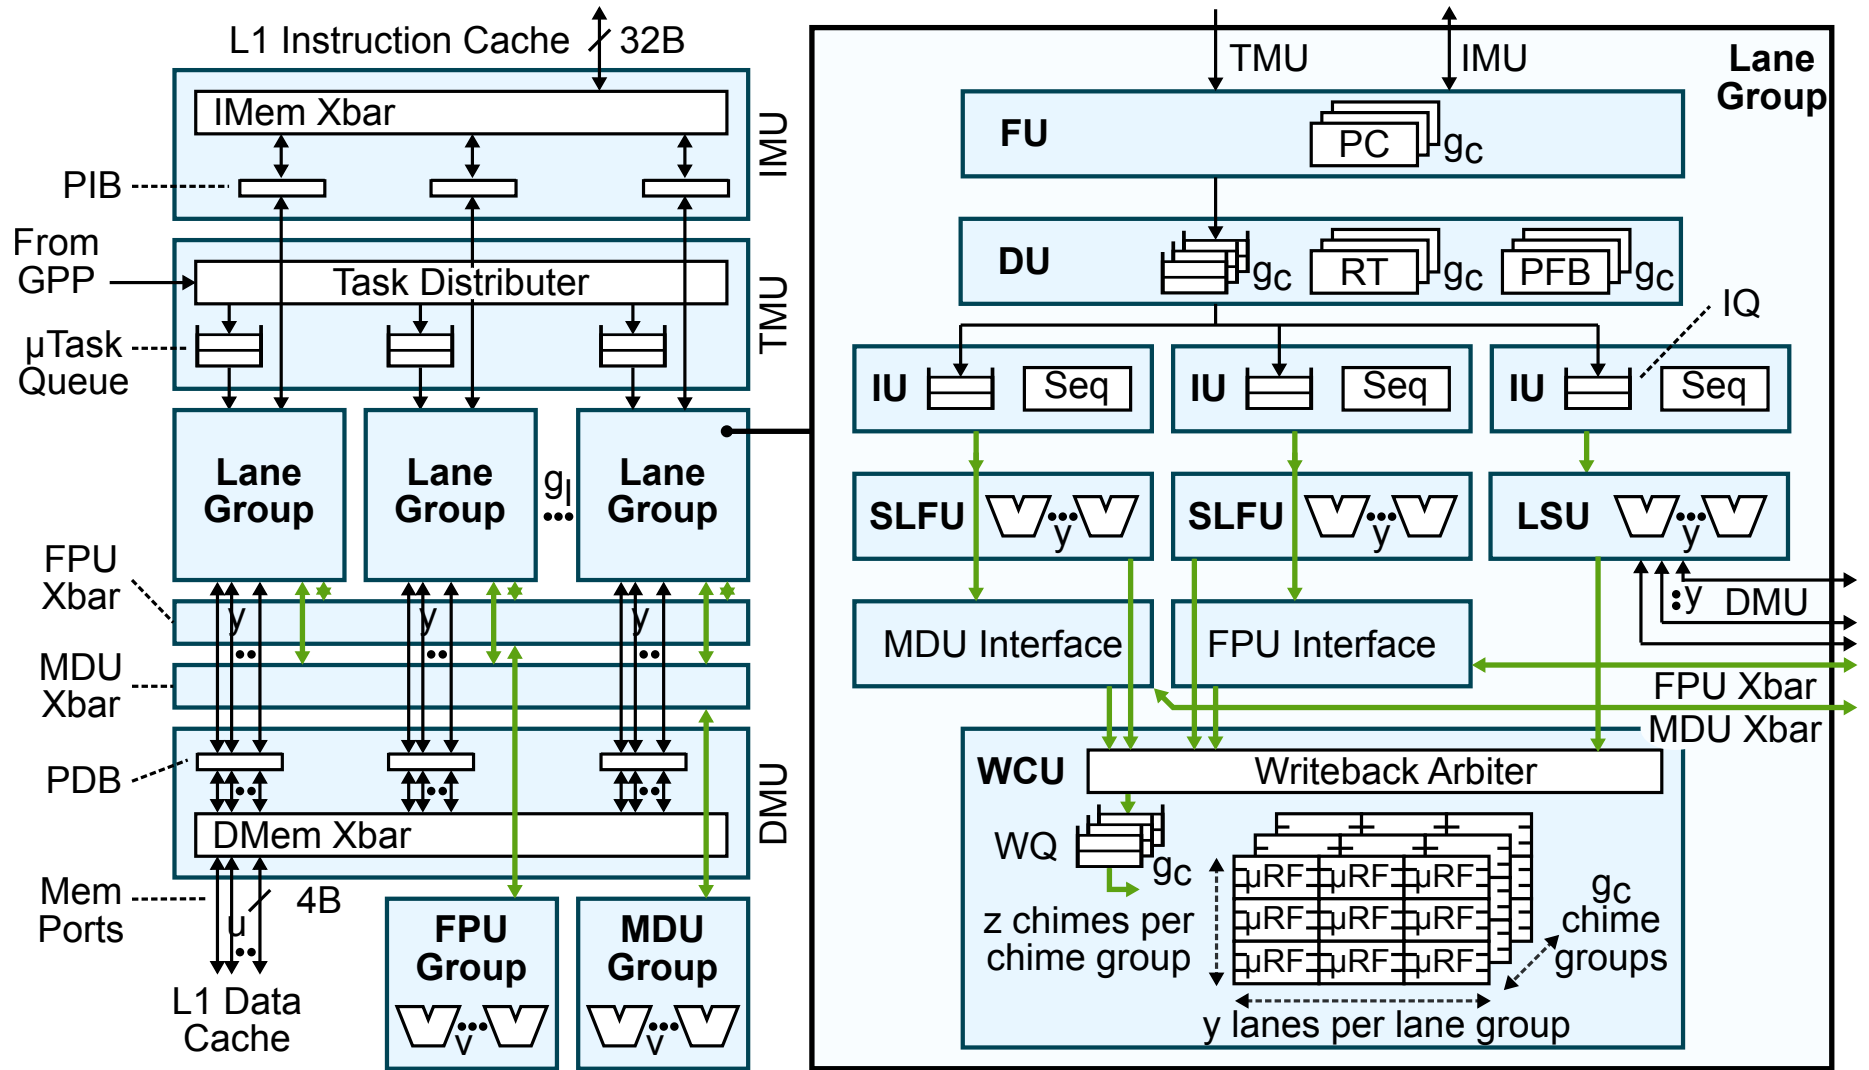 L1 Instruction Cache
32B
IMem Xbar
IMU
PIB
From
GPP
Task Distributer
TMU
µTask
Queue
Lane
Group
Lane
Group
gl
Lane
Group
FPU
Xbar
y
y
y
MDU
Xbar
PDB
DMU
DMem Xbar
Mem
Ports
µ
4B
L1 Data
Cache
FPU
Group
v
MDU
Group
v
TMU
IMU
Lane
Group
FU
PC
gc
DU
gc
RT
gc
PFB
gc
IQ
IU
Seq
IU
Seq
IU
Seq
SLFU
y
SLFU
y
LSU
y
y
DMU
MDU Interface
FPU Interface
FPU Xbar
MDU Xbar
WCU
Writeback Arbiter
WQ
gc
z chimes per
chime group
µRF µRF µRF
µRF µRF µRF
µRF µRF µRF
gc
chime
groups
y lanes per lane group